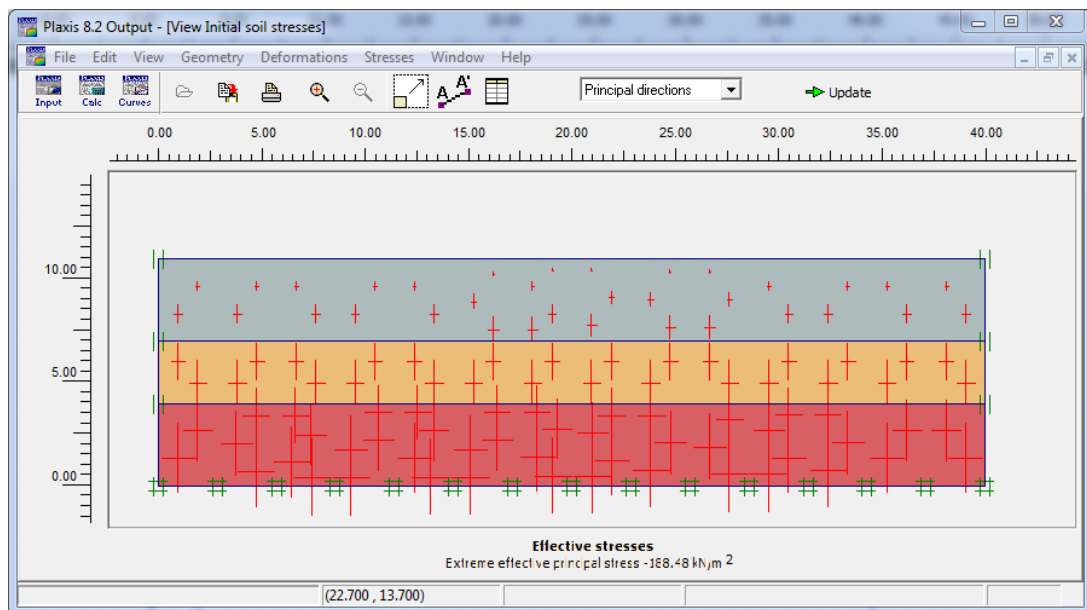 Plaxis 8.2 Output - [View Initial soil stresses]
File Edit View Geometry Deformations Stresses Window Help
Input Calc Curves
A A'
Principal directions
Update
0.00 5.00 10.00 15.00 20.00 25.00 30.00 35.00 40.00
10.00
5.00
0.00
Effective stresses
Extreme effective principal stress -188.48 kN/m 2
(22.700 , 13.700)